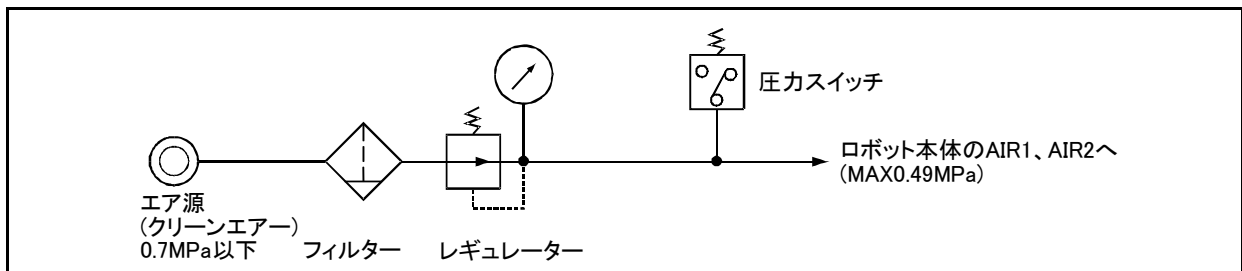 圧力スイッチ
ロボット本体のAIR1、AIR2へ
(MAX0.49MPa)
エア源
(クリーンエアー)
0.7MPa以下
フィルター
レギュレーター